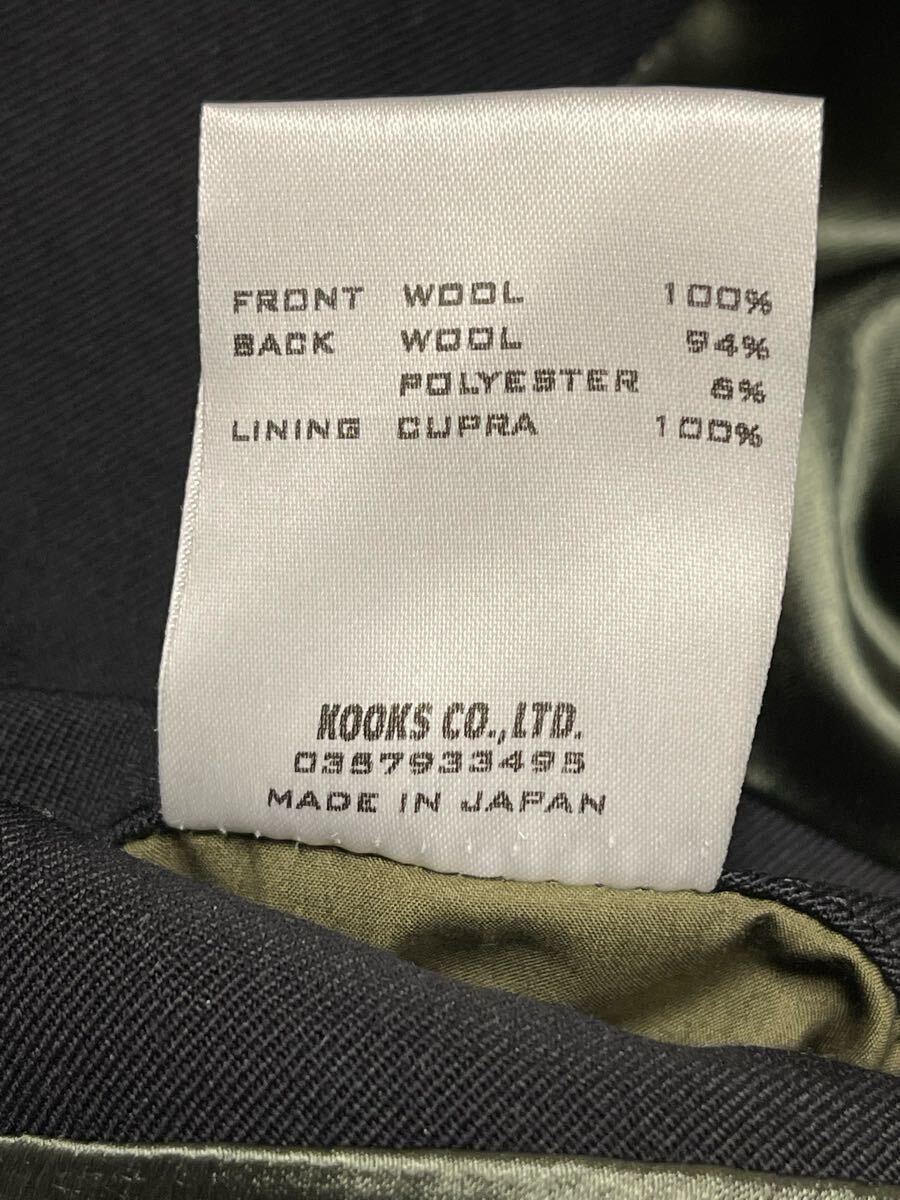 FRONT WOOL 100%
BACK WOOL 94%
POLYESTER 6%
LINING CUPRA 100%
KOOKS CO.,LTD.
0357933495
MADE IN JAPAN